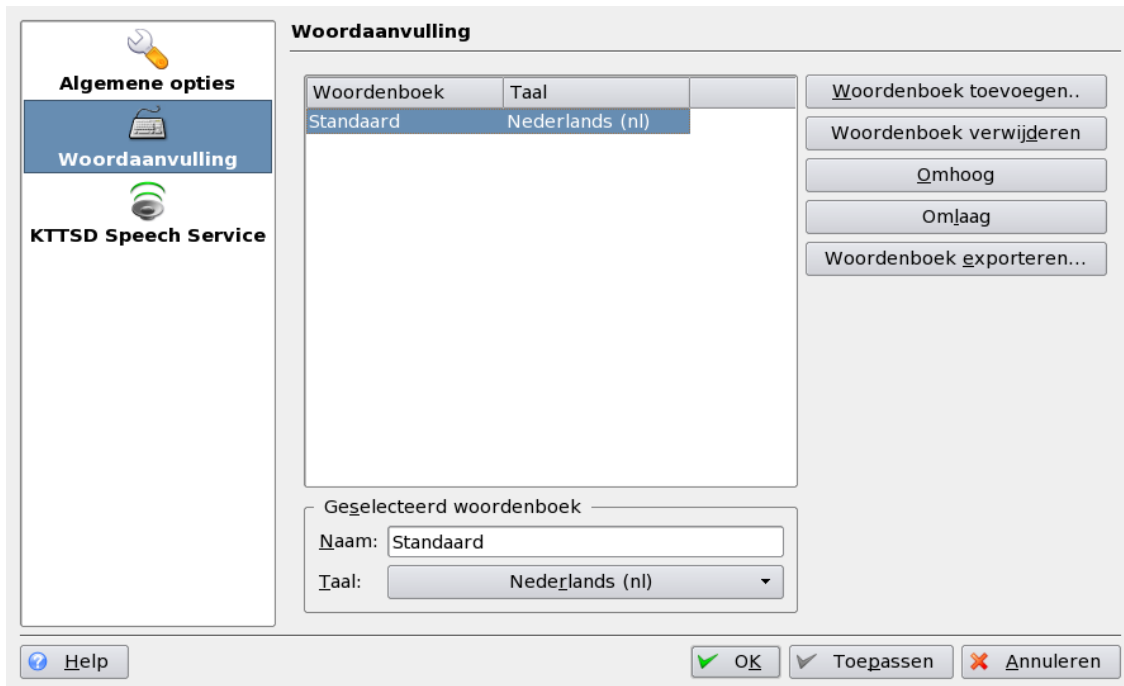 Algemene opties
Woordaanvulling
KTTSD Speech Service
Woordaanvulling
Woordenboek Taal
Standaard Nederlands (nl)
Woordenboek toevoegen..
Woordenboek verwijderen
Omhoog
Omlaag
Woordenboek exporteren...
Geselecteerd woordenboek
Naam: Standaard
Taal: Nederlands (nl)
Help OK Toepassen Annuleren